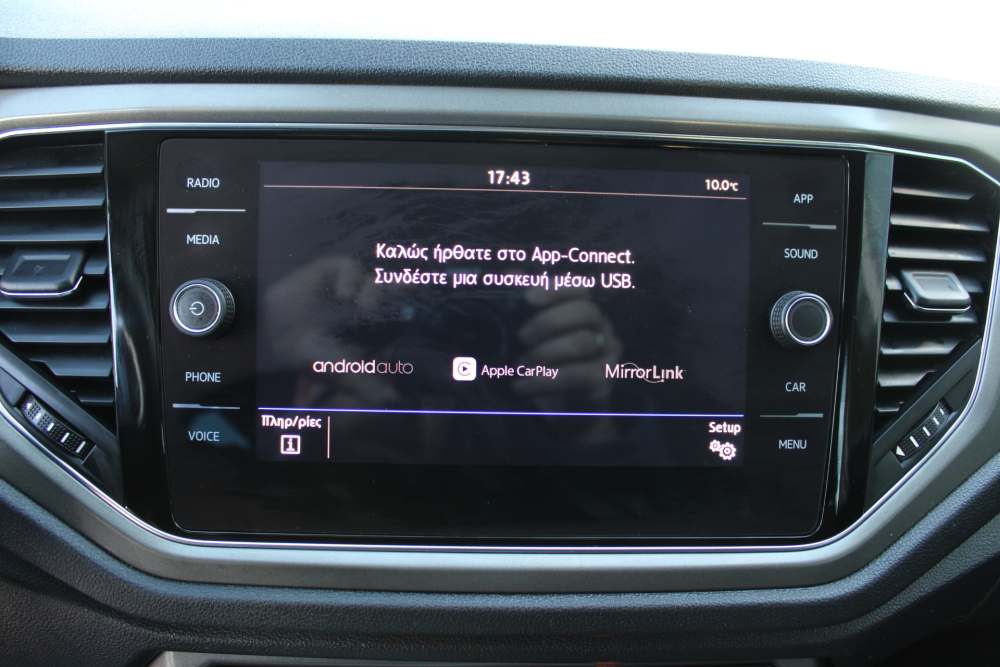 RADIO
MEDIA
PHONE
VOICE
17:43
10.0°C
Καλώς ήρθατε στο App-Connect.
Συνδέστε μια συσκευή μέσω USB.
androidauto
Apple CarPlay
MirrorLink
Πληρ/ρίες
Setup
APP
SOUND
CAR
MENU